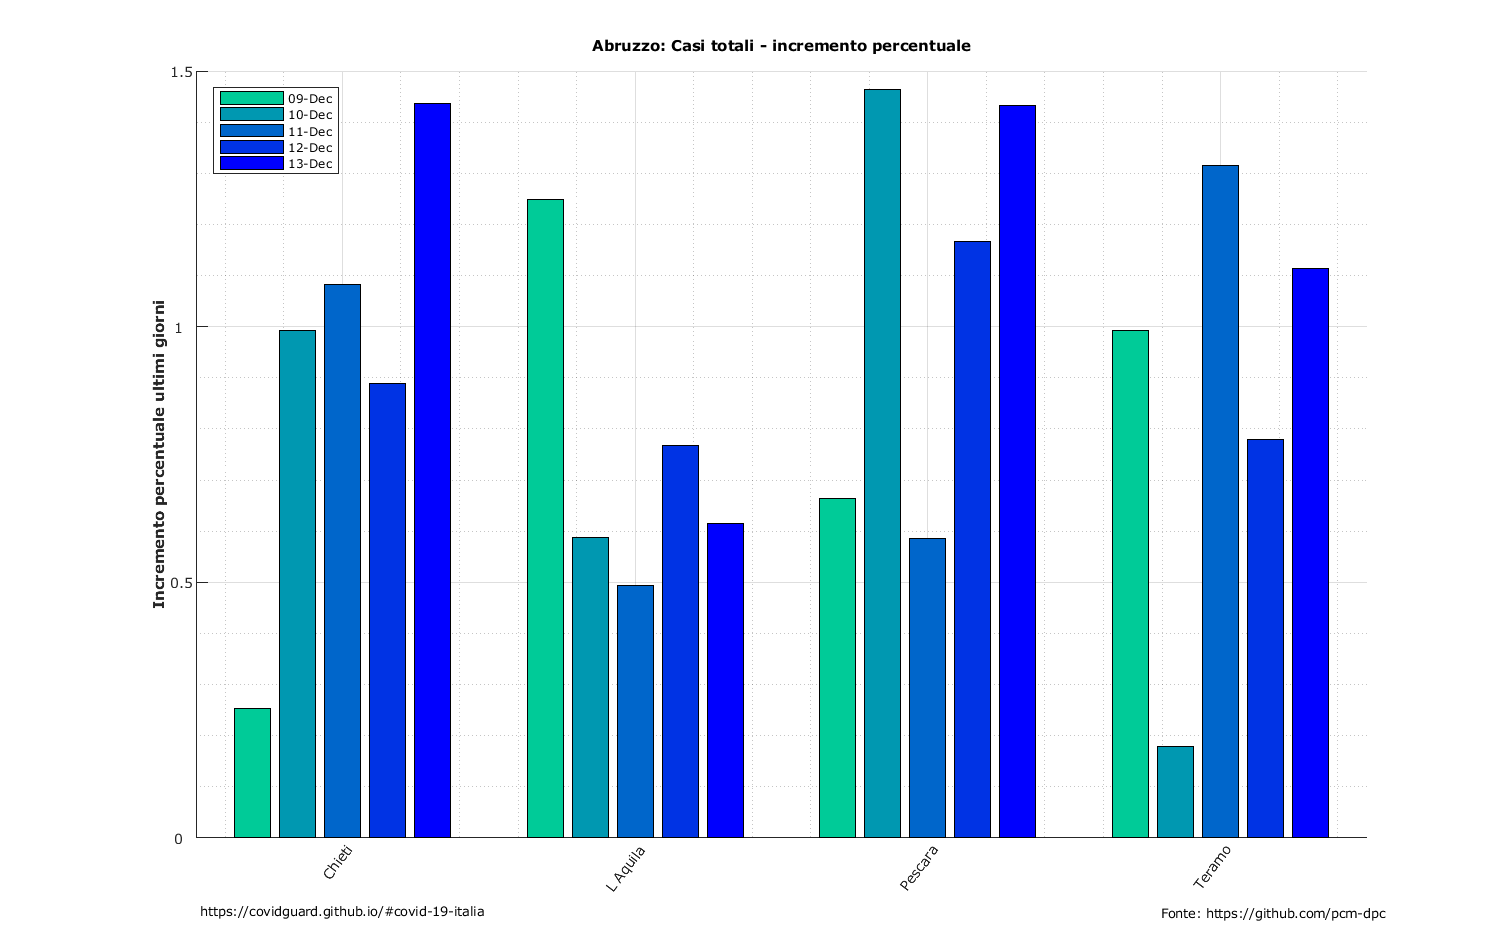 Abruzzo: Casi totali - incremento percentuale
1.5
1
0.5
0
Incremento percentuale ultimi giorni
09-Dec
10-Dec
11-Dec
12-Dec
13-Dec
Chieti
L Aquila
Pescara
Teramo
https://covidguard.github.io/#covid-19-italia
Fonte: https://github.com/pcm-dpc